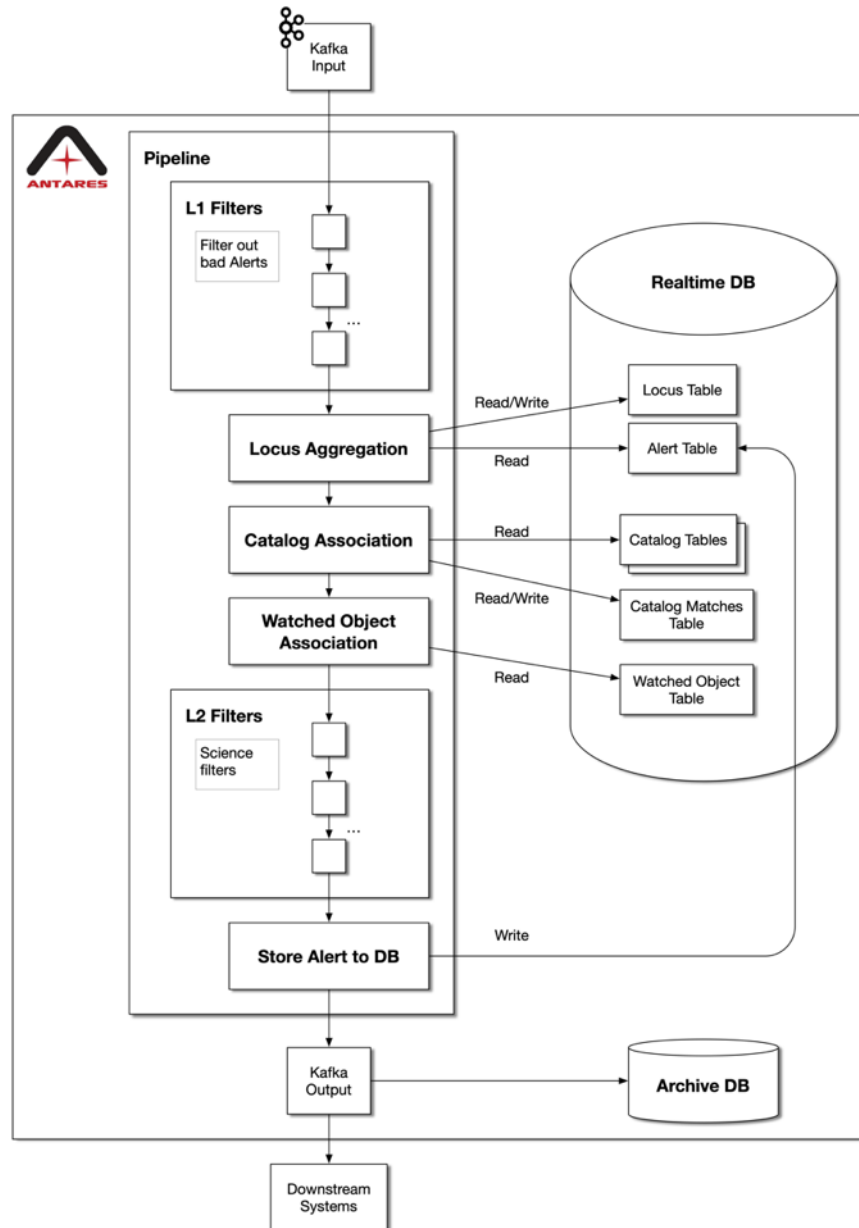 Kafka
Input
ANTARES
Pipeline
L1 Filters
Filter out
bad Alerts
...
Realtime DB
Read/Write
Locus Table
Locus Aggregation
Read
Alert Table
Catalog Association
Read
Catalog Tables
Read/Write
Catalog Matches
Table
Watched Object
Association
Read
Watched Object
Table
L2 Filters
Science
filters
...
Store Alert to DB
Write
Kafka
Output
Archive DB
Downstream
Systems